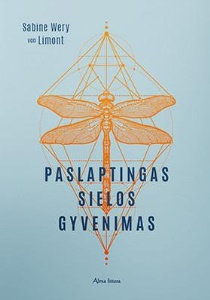 Sabine Wery
von Limont
PASLAPTINGAS
SIELOS
GYVENIMAS
Alma littera